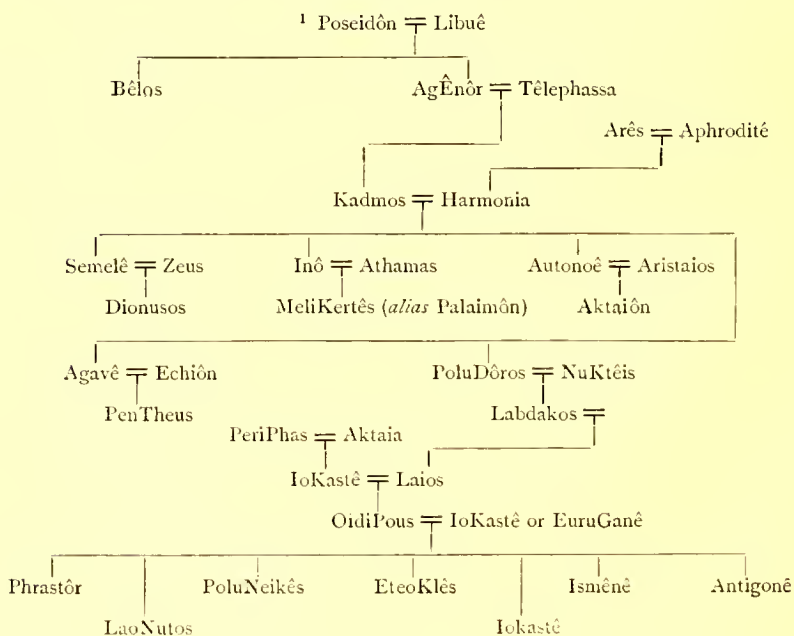 1 Poseidôn = Libuê
Bêlos AgÊnôr = Têlephassa
Arês = Aphrodité
Kadmos = Harmonia
Semelê = Zeus Inô = Athamas Autonoê = Aristaios
Dionusos MeliKertês (alias Palaimôn) Aktaiôn
Agavê = Echiôn PoluDôros = NuKtêis
PenTheus Labdakos =
PeriPhas = Aktaia
IoKastê = Laios
OidiPous = IoKastê or EuruGanê
Phrastôr PoluNeikês EteoKlês Ismênê Antigonê
LaoNutos Iokastê